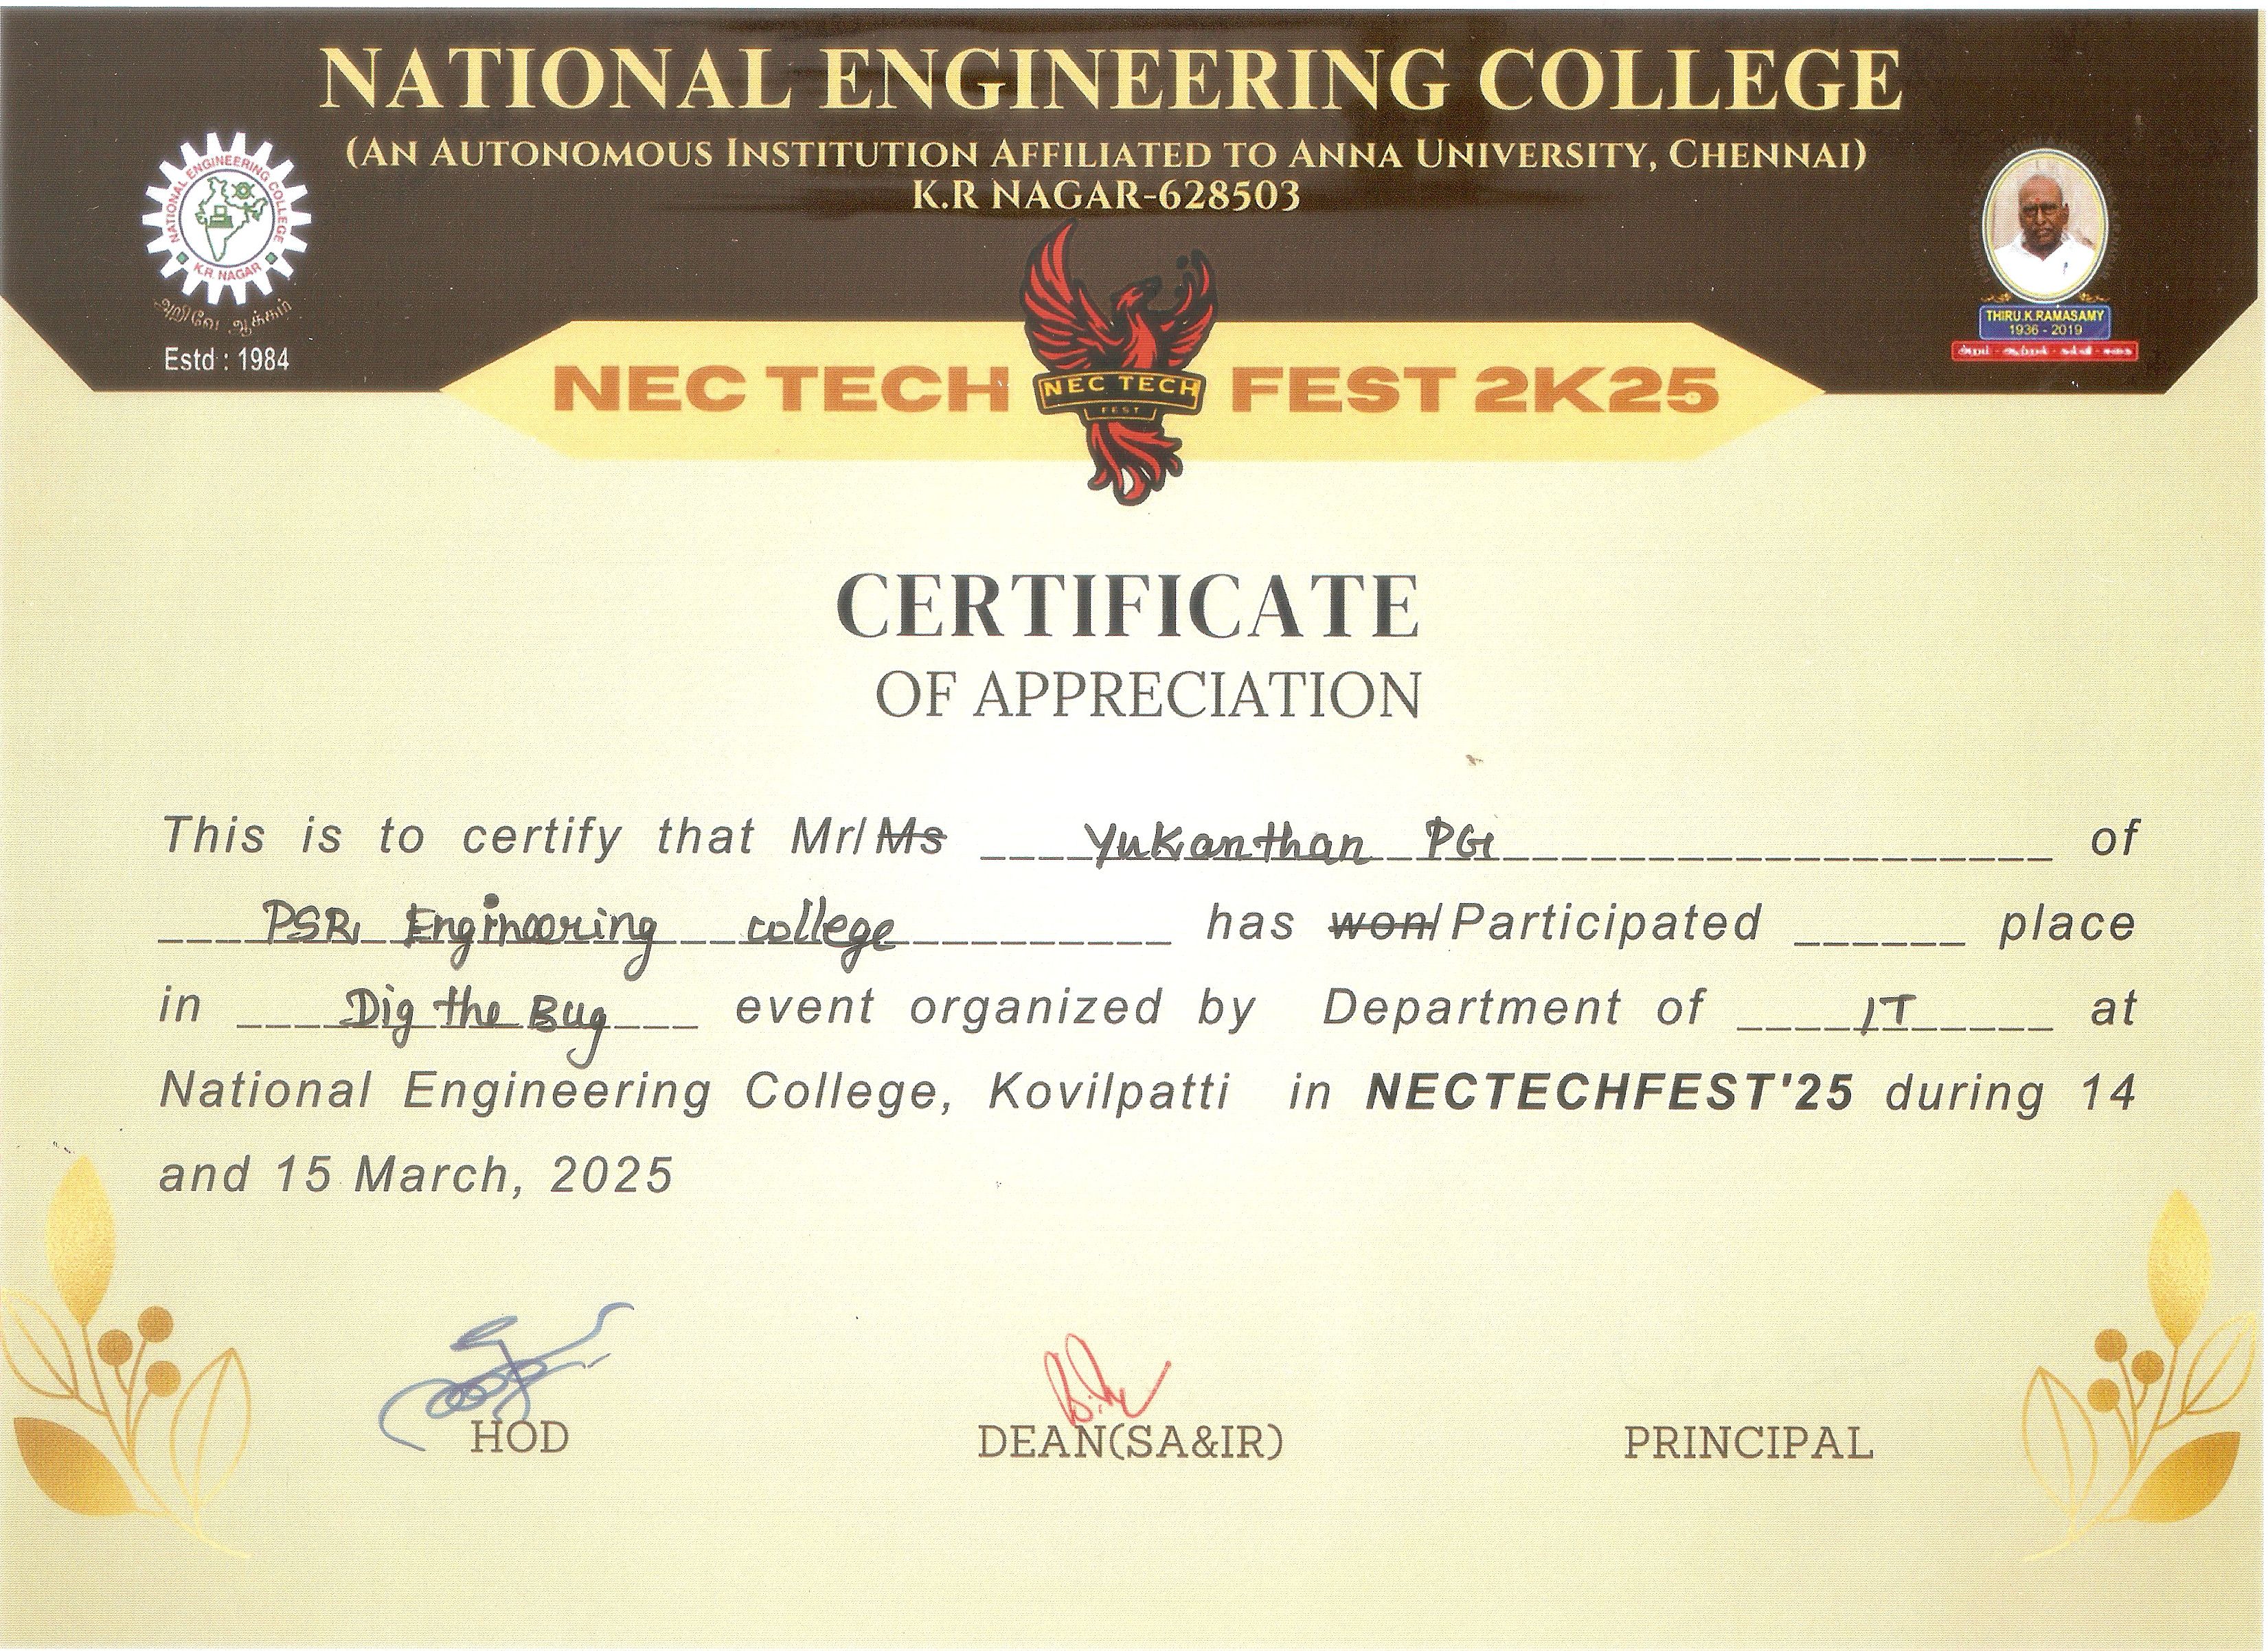 NATIONAL ENGINEERING COLLEGE
(AN AUTONOMOUS INSTITUTION AFFILIATED TO ANNA UNIVERSITY, CHENNAI)
K.R NAGAR-628503
NATIONAL ENGINEERING COLLEGE
K.R. NAGAR
அறிவே ஆக்கம்
Estd : 1984
THIRU.K.RAMASAMY
1936 - 2019
NEC TECH FEST 2K25
NEC TECH
FEST
CERTIFICATE
OF APPRECIATION
This is to certify that Mr/Ms Yukanthan PG of
PSR Engineering college has won/Participated ______ place
in Dig the Bug event organized by Department of IT at
National Engineering College, Kovilpatti in NECTECHFEST'25 during 14
and 15 March, 2025
HOD
DEAN(SA&IR)
PRINCIPAL